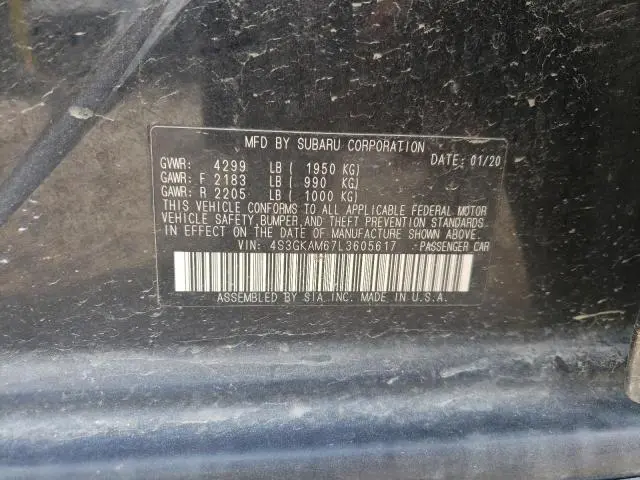 MFD BY SUBARU CORPORATION
GVWR: 4299 LB ( 1950 KG) DATE: 01/20
GAWR: F 2183 LB ( 990 KG)
GAWR: R 2205 LB ( 1000 KG)
THIS VEHICLE CONFORMS TO ALL APPLICABLE FEDERAL MOTOR
VEHICLE SAFETY, BUMPER AND THEFT PREVENTION STANDARDS
IN EFFECT ON THE DATE OF MANUFACTURE SHOWN ABOVE.
VIN: 4S3GKAM67L3605617 PASSENGER CAR
ASSEMBLED BY SIA, INC. MADE IN U.S.A.